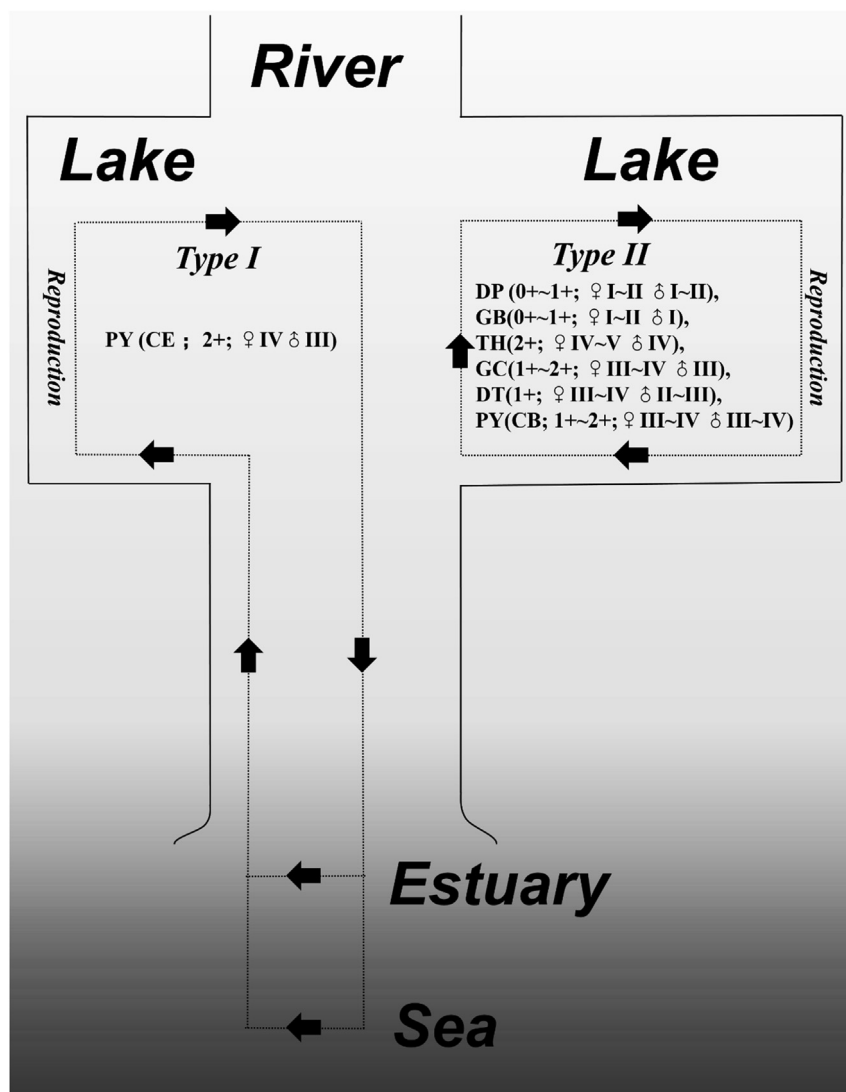 River
Lake
Lake
Type I
Reproduction
PY (CE ; 2+; ♀ IV ♂ III)
Type II
DP (0+~1+; ♀ I~II ♂ I~II),
GB(0+~1+; ♀ I~II ♂ I),
TH(2+; ♀ IV~V ♂ IV),
GC(1+~2+; ♀ III~IV ♂ III),
DT(1+; ♀ III~IV ♂ II~III),
PY(CB; 1+~2+; ♀ III~IV ♂ III~IV)
Reproduction
Estuary
Sea